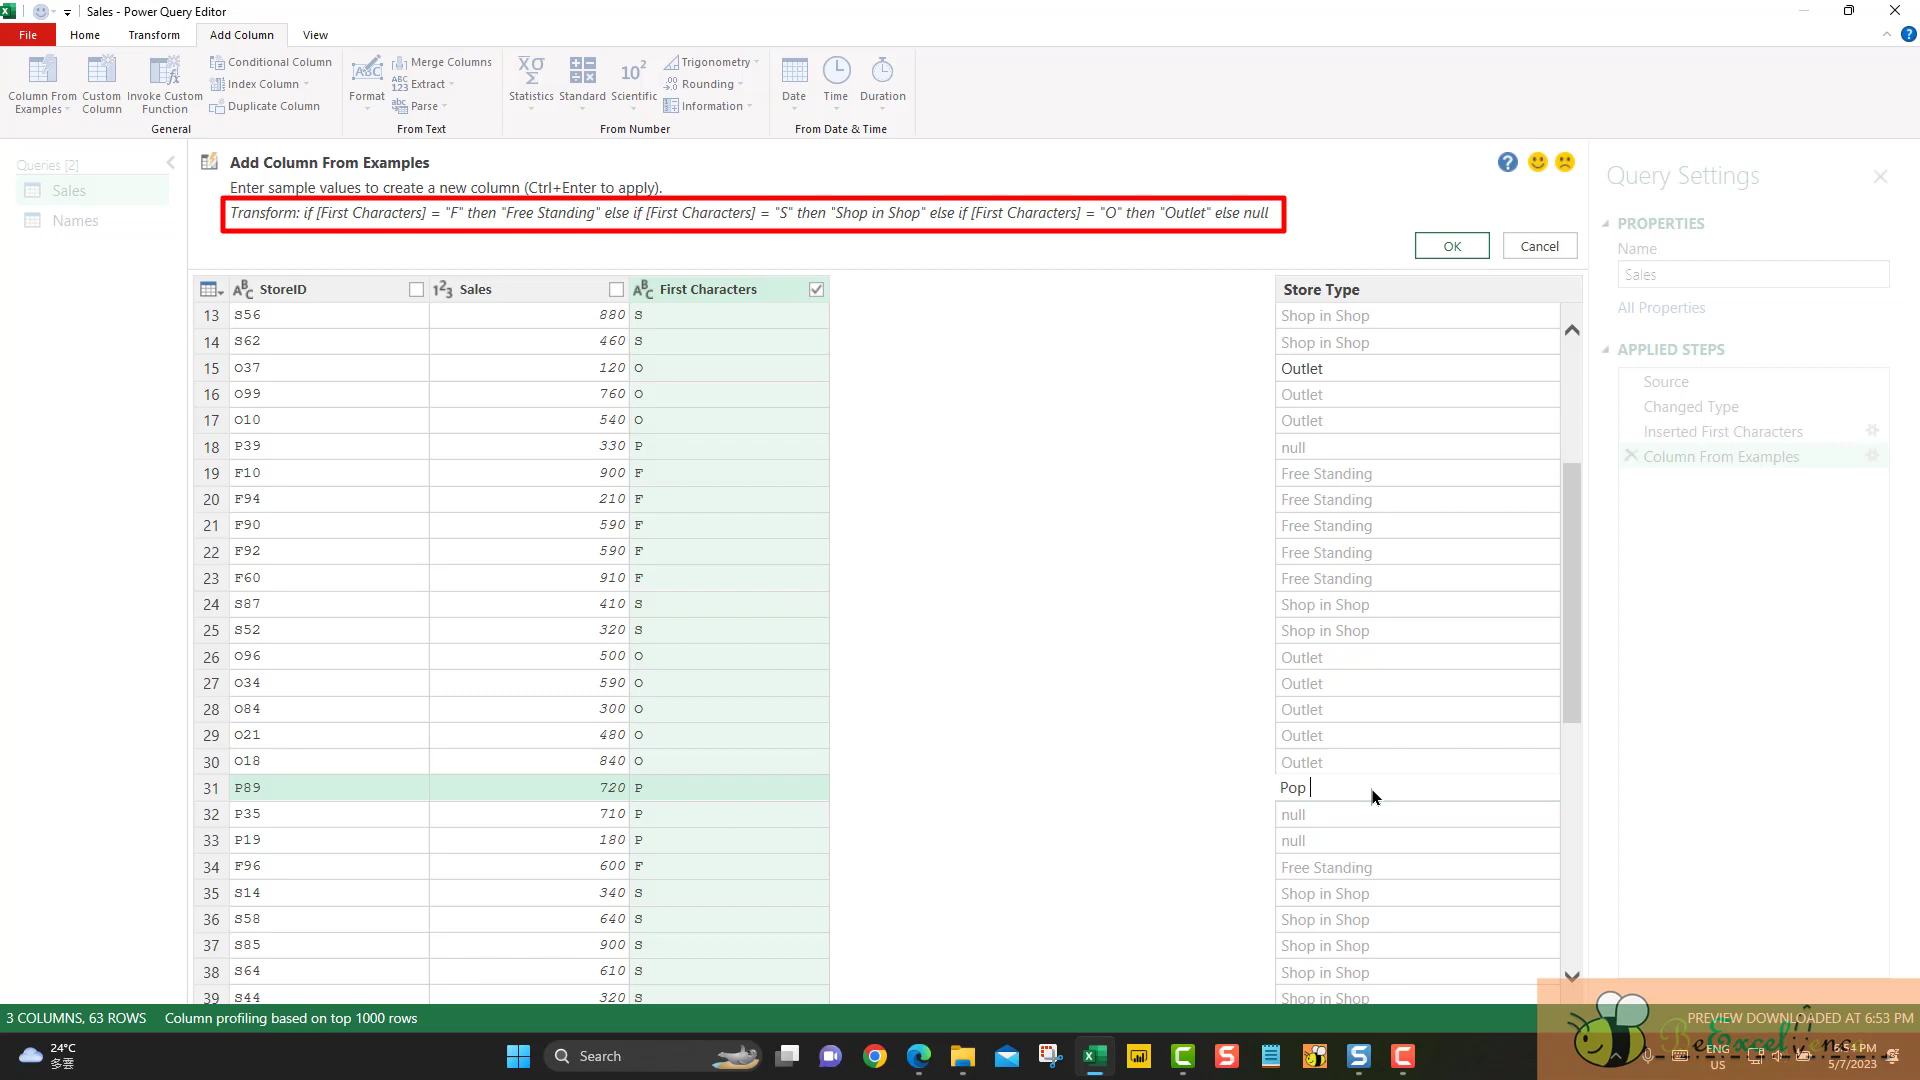 Sales - Power Query Editor
File Home Transform Add Column View
Column From Examples
Custom Column
Invoke Custom Function
Conditional Column
Index Column
Duplicate Column
General
Format
Merge Columns
Extract
Parse
From Text
Statistics
Standard
Scientific
Trigonometry
Rounding
Information
From Number
Date
Time
Duration
From Date & Time
Queries [2]
Sales
Names
Add Column From Examples
Enter sample values to create a new column (Ctrl+Enter to apply).
Transform: if [First Characters] = "F" then "Free Standing" else if [First Characters] = "S" then "Shop in Shop" else if [First Characters] = "O" then "Outlet" else null
OK Cancel
StoreID Sales First Characters Store Type
13 S56 880 S Shop in Shop
14 S62 460 S Shop in Shop
15 O37 120 O Outlet
16 O99 760 O Outlet
17 O10 540 O Outlet
18 P39 330 P null
19 F10 900 F Free Standing
20 F94 210 F Free Standing
21 F90 590 F Free Standing
22 F92 590 F Free Standing
23 F60 910 F Free Standing
24 S87 410 S Shop in Shop
25 S52 320 S Shop in Shop
26 O96 500 O Outlet
27 O34 590 O Outlet
28 O84 300 O Outlet
29 O21 480 O Outlet
30 O18 840 O Outlet
31 P89 720 P Pop
32 P35 710 P null
33 P19 180 P null
34 F96 600 F Free Standing
35 S14 340 S Shop in Shop
36 S58 640 S Shop in Shop
37 S85 900 S Shop in Shop
38 S64 610 S Shop in Shop
39 S44 320 S Shop in Shop
Query Settings
PROPERTIES
Name
Sales
All Properties
APPLIED STEPS
Source
Changed Type
Inserted First Characters
Column From Examples
3 COLUMNS, 63 ROWS Column profiling based on top 1000 rows
PREVIEW DOWNLOADED AT 6:53 PM
24°C
多雲
Search
ENG
US
6:54 PM
5/7/2023